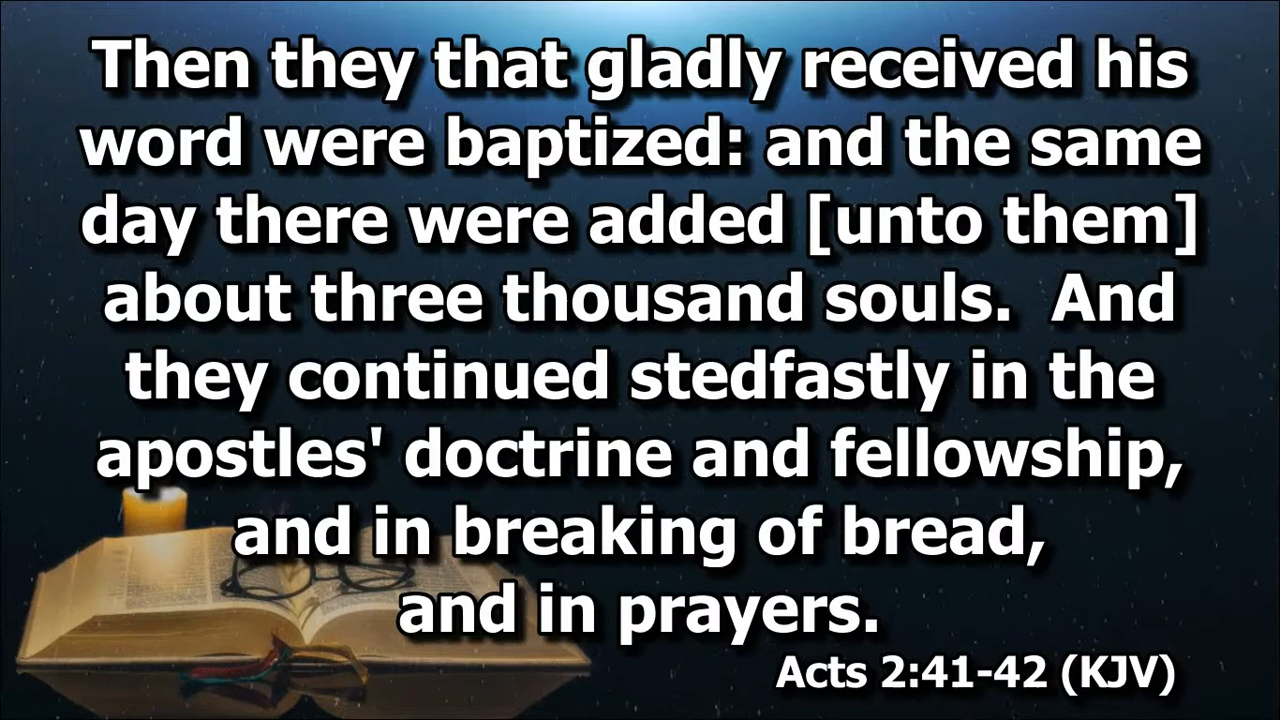 Then they that gladly received his
word were baptized: and the same
day there were added [unto them]
about three thousand souls.  And
they continued stedfastly in the
apostles' doctrine and fellowship,
and in breaking of bread,
and in prayers.
Acts 2:41-42 (KJV)